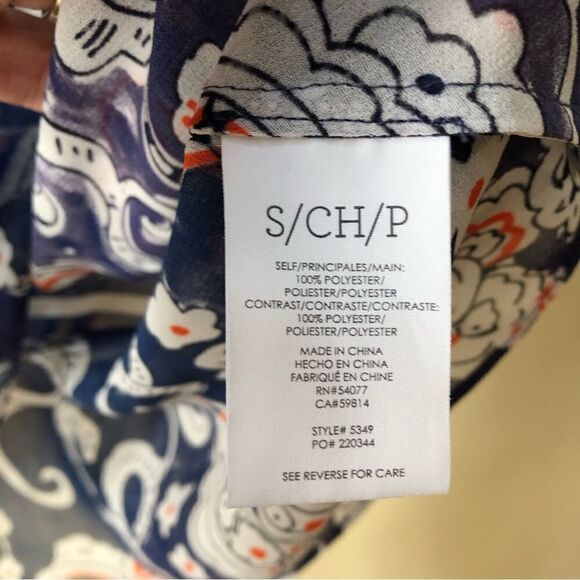 S/CH/P
SELF/PRINCIPALES/MAIN:
100% POLYESTER/
POLIESTER/POLYESTER
CONTRAST/CONTRASTE/CONTRASTE:
100% POLYESTER/
POLIESTER/POLYESTER
MADE IN CHINA
HECHO EN CHINA
FABRIQUÉ EN CHINE
RN#54077
CA#59814
STYLE# 5349
PO# 220344
SEE REVERSE FOR CARE